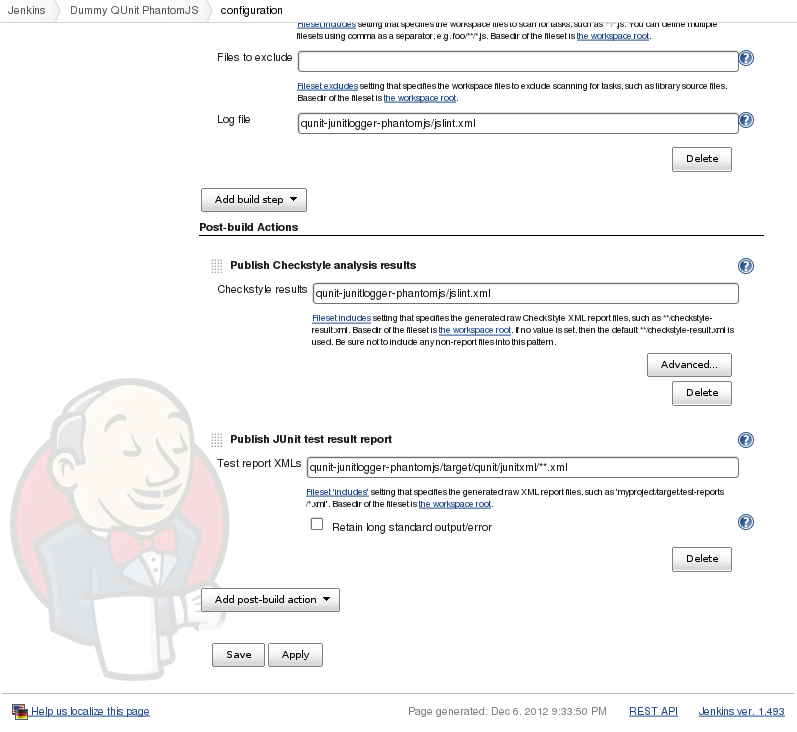 Jenkins Dummy QUnit PhantomJS configuration
Fileset includes setting that specifies the workspace files to scan for tasks, such as **/*.js. You can define multiple
filesets using comma as a separator, e.g. foo/**/*.js. Basedir of the fileset is the workspace root.
Files to exclude
Fileset excludes setting that specifies the workspace files to exclude scanning for tasks, such as library source files.
Basedir of the fileset is the workspace root.
Log file qunit-junitlogger-phantomjs/jslint.xml
Delete
Add build step
Post-build Actions
Publish Checkstyle analysis results
Checkstyle results qunit-junitlogger-phantomjs/jslint.xml
Fileset includes setting that specifies the generated raw CheckStyle XML report files, such as **/checkstyle-
result.xml. Basedir of the fileset is the workspace root. If no value is set, then the default **/checkstyle-result.xml is
used. Be sure not to include any non-report files into this pattern.
Advanced...
Delete
Publish JUnit test result report
Test report XMLs qunit-junitlogger-phantomjs/target/qunit/junitxml/**.xml
Fileset 'includes' setting that specifies the generated raw XML report files, such as 'myproject/target/test-reports
/*.xml'. Basedir of the fileset is the workspace root.
Retain long standard output/error
Delete
Add post-build action
Save Apply
Help us localize this page Page generated: Dec 6, 2012 9:33:50 PM REST API Jenkins ver. 1.493